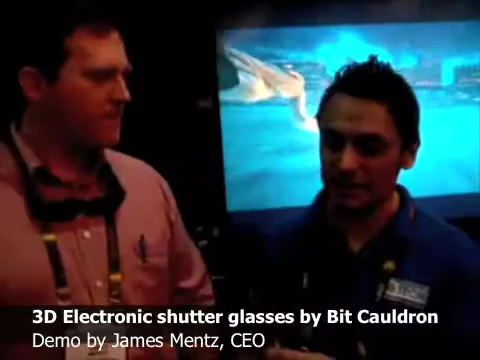 3D Electronic shutter glasses by Bit Cauldron
Demo by James Mentz, CEO